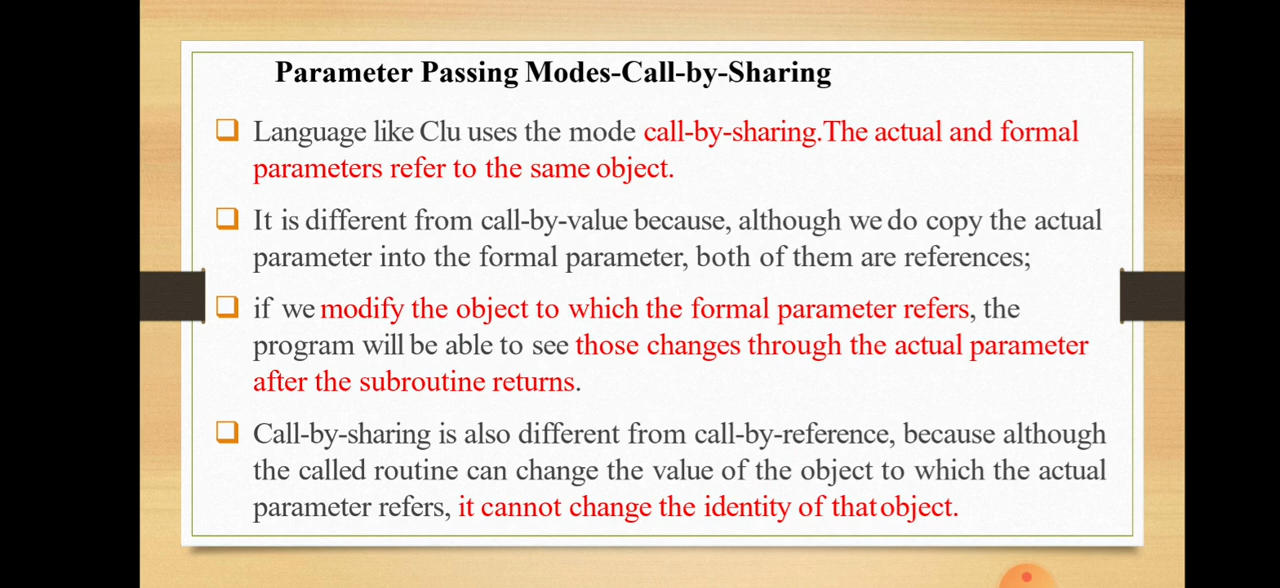 Parameter Passing Modes-Call-by-Sharing
Language like Clu uses the mode call-by-sharing.The actual and formal
parameters refer to the same object.
It is different from call-by-value because, although we do copy the actual
parameter into the formal parameter, both of them are references;
if we modify the object to which the formal parameter refers, the
program will be able to see those changes through the actual parameter
after the subroutine returns.
Call-by-sharing is also different from call-by-reference, because although
the called routine can change the value of the object to which the actual
parameter refers, it cannot change the identity of that object.